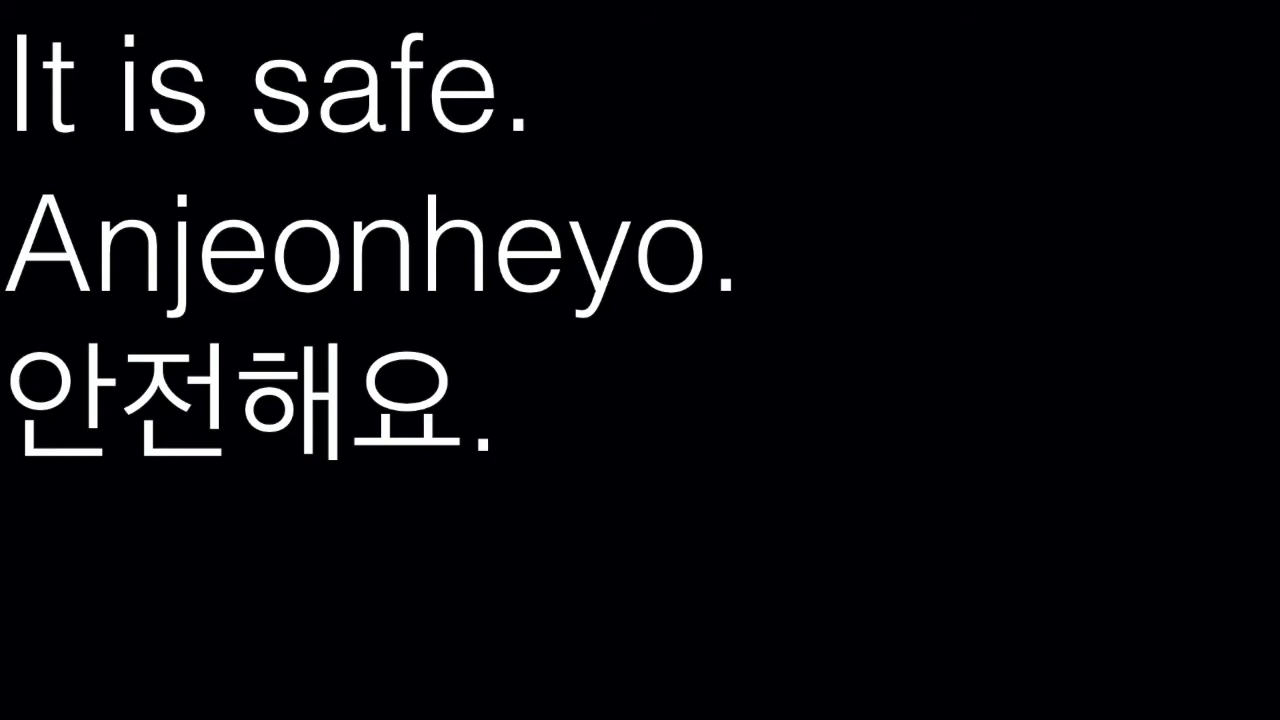 It is safe.
Anjeonheyo.
안전해요.